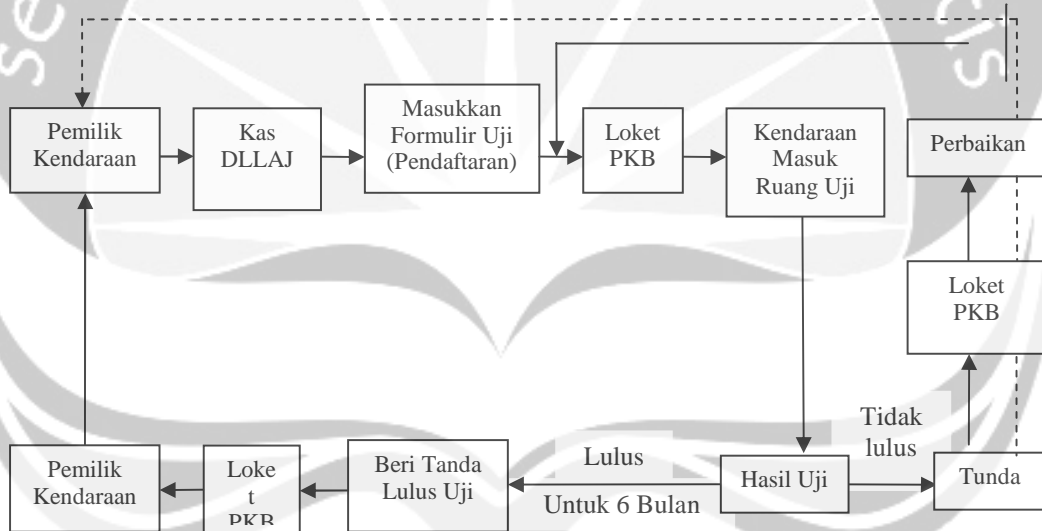 Pemilik
Kendaraan
Kas
DLLAJ
Masukkan
Formulir Uji
(Pendaftaran)
Loket
PKB
Kendaraan
Masuk
Ruang Uji
Perbaikan
Loket
PKB
Tidak
lulus
Tunda
Hasil Uji
Lulus
Untuk 6 Bulan
Beri Tanda
Lulus Uji
Loke
t
PKB
Pemilik
Kendaraan